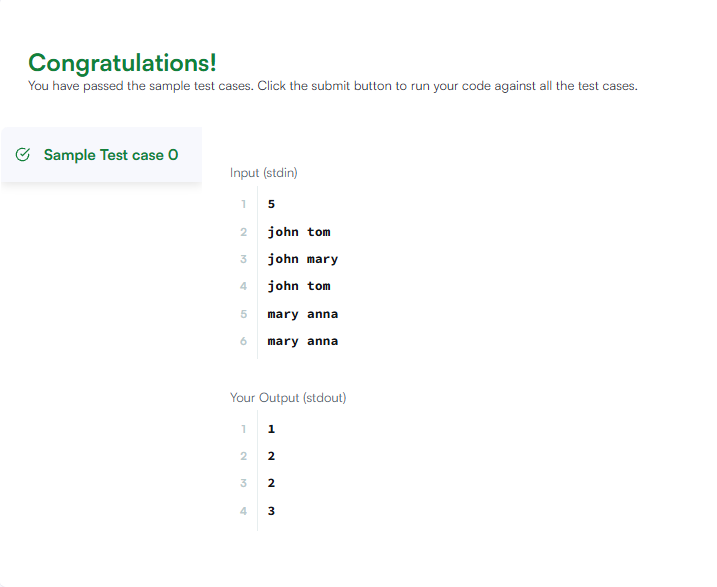 Congratulations!
You have passed the sample test cases. Click the submit button to run your code against all the test cases.
Sample Test case 0
Input (stdin)
1 5
2 john tom
3 john mary
4 john tom
5 mary anna
6 mary anna
Your Output (stdout)
1 1
2 2
3 2
4 3